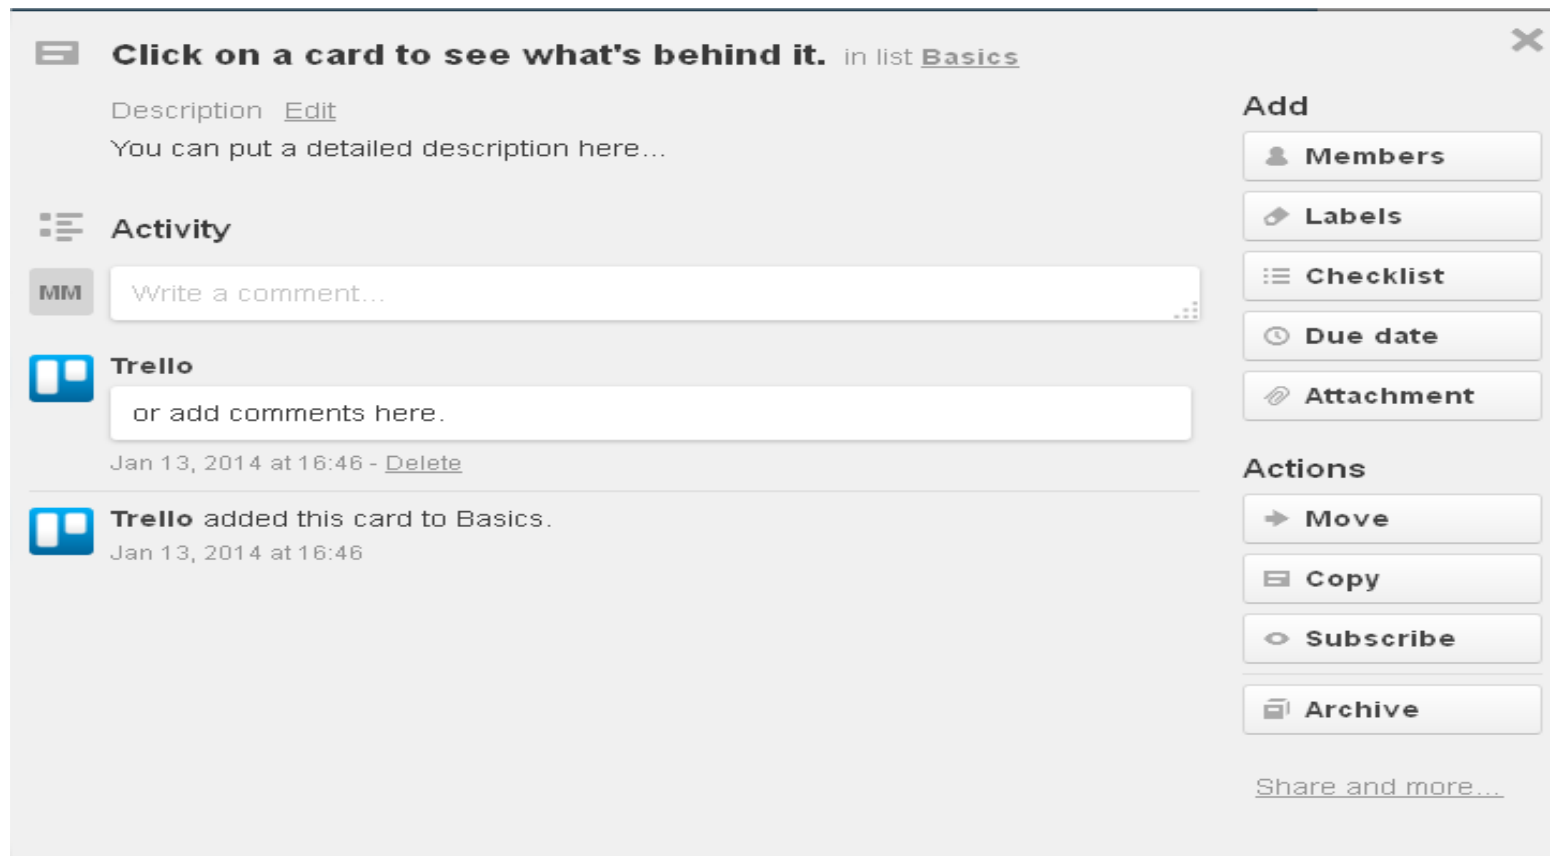 Click on a card to see what's behind it. in list Basics
Description Edit
You can put a detailed description here...
Activity
MM
Write a comment...
Trello
or add comments here.
Jan 13, 2014 at 16:46 - Delete
Trello added this card to Basics.
Jan 13, 2014 at 16:46
Add
Members
Labels
Checklist
Due date
Attachment
Actions
Move
Copy
Subscribe
Archive
Share and more...